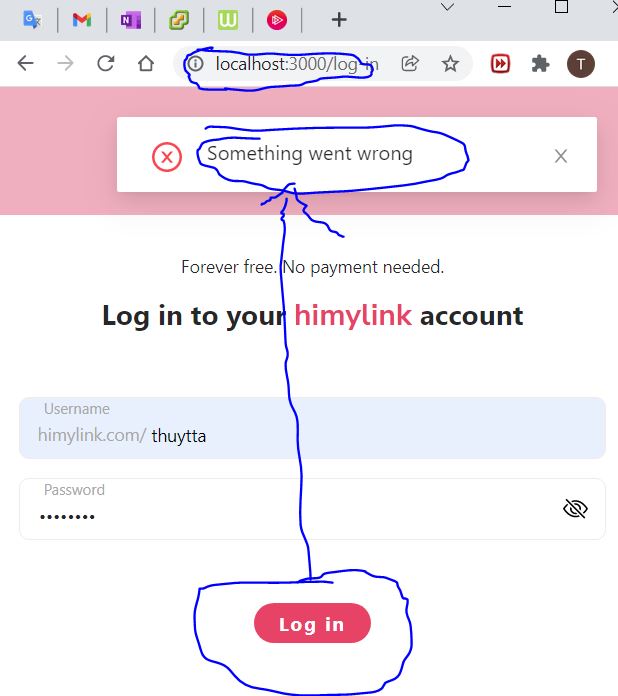 localhost:3000/log-in
T
Something went wrong
Forever free. No payment needed.
Log in to your himylink account
Username
himylink.com/ thuytta
Password
Log in